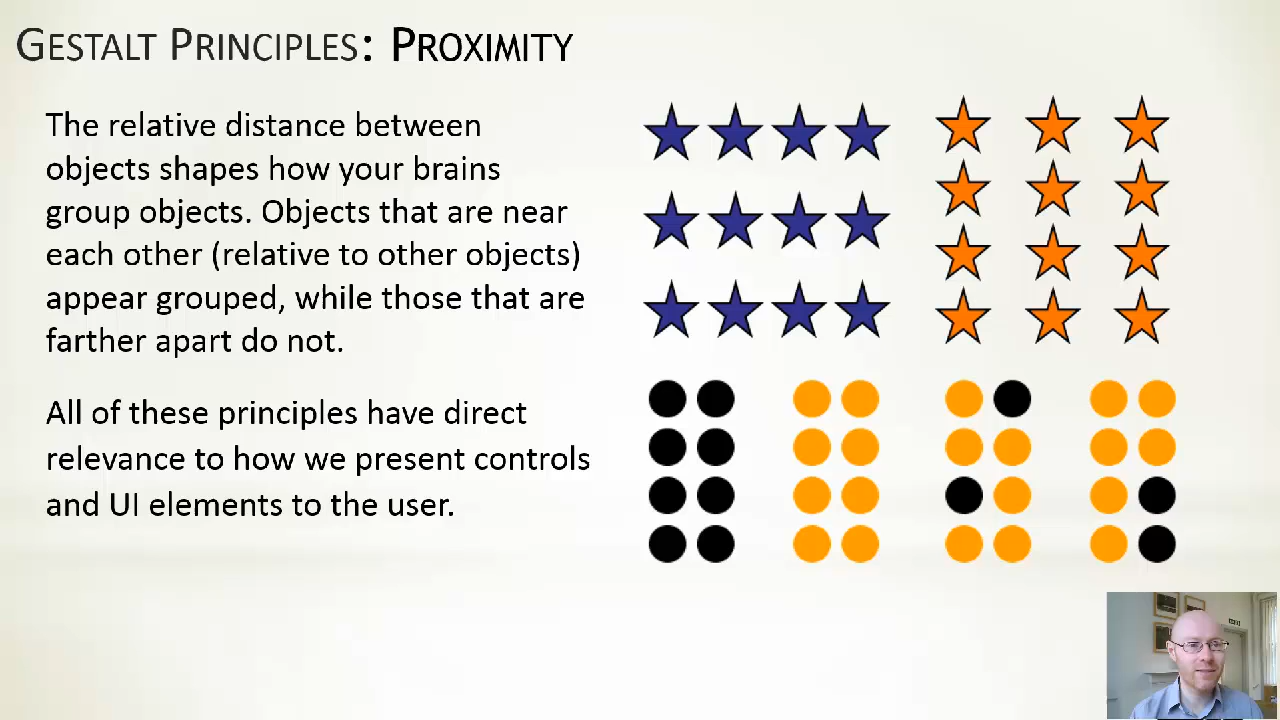 Gestalt Principles: Proximity
The relative distance between
objects shapes how your brains
group objects. Objects that are near
each other (relative to other objects)
appear grouped, while those that are
farther apart do not.
All of these principles have direct
relevance to how we present controls
and UI elements to the user.